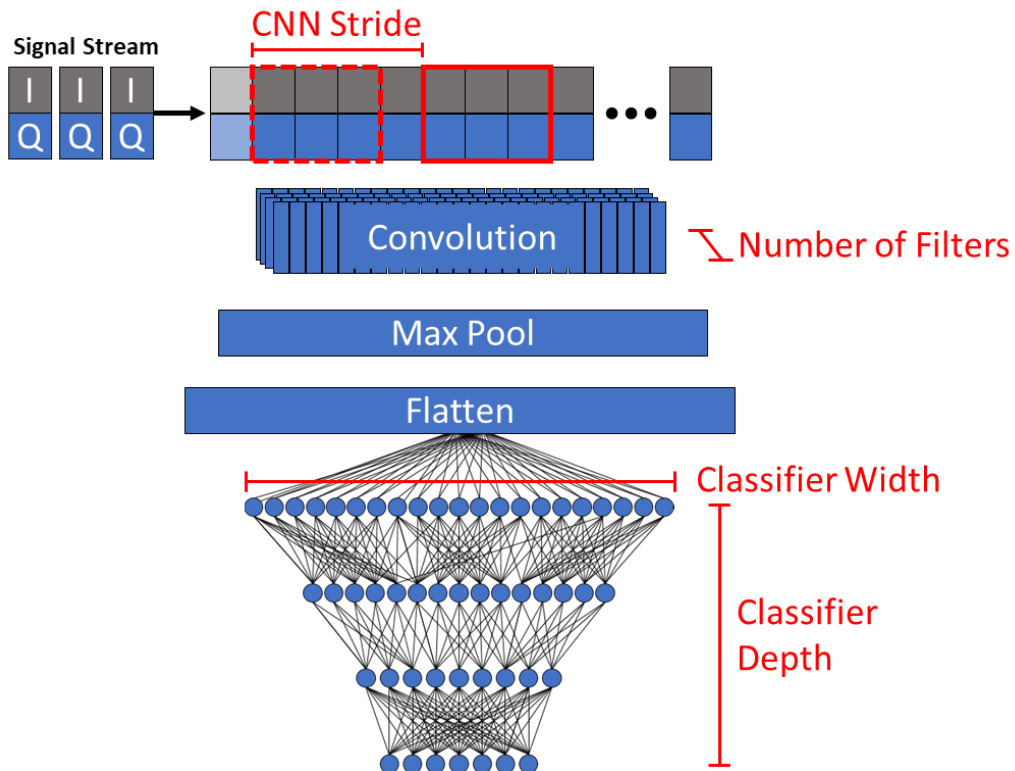 CNN Stride
Signal Stream
I I I
Q Q Q
Convolution
Number of Filters
Max Pool
Flatten
Classifier Width
Classifier
Depth